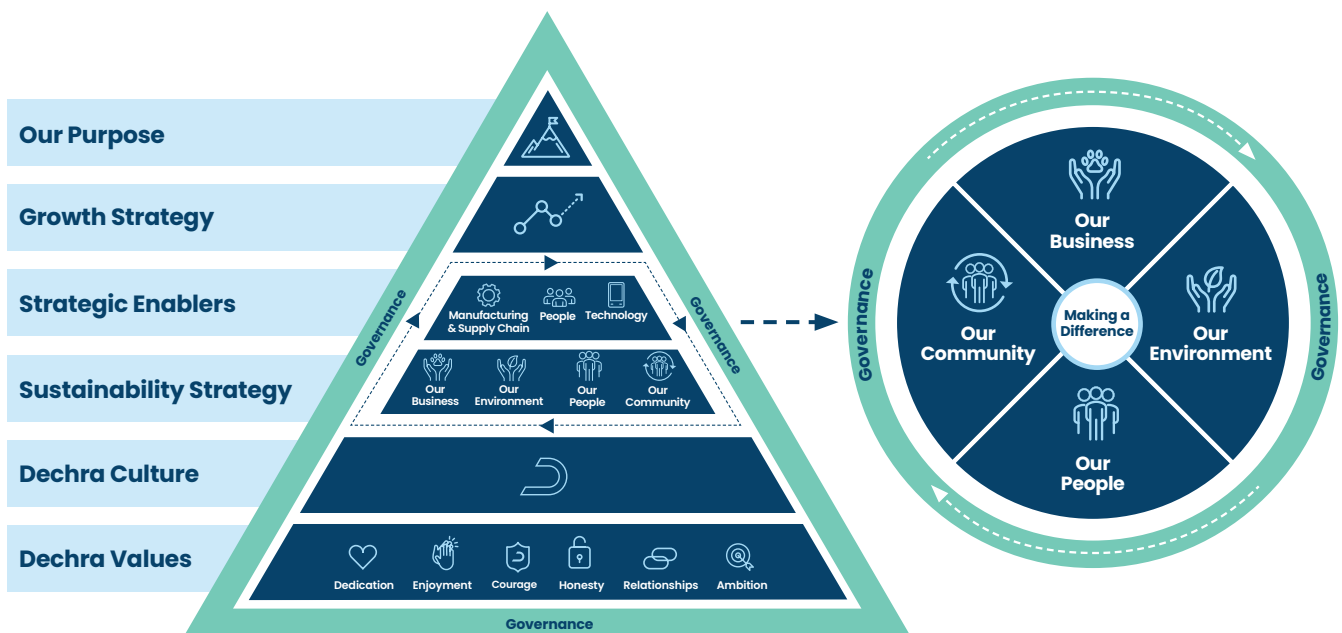 Our Purpose
Growth Strategy
Strategic Enablers
Sustainability Strategy
Dechra Culture
Dechra Values
Governance
Governance
Governance
Manufacturing
& Supply Chain
People
Technology
Our
Business
Our
Environment
Our
People
Our
Community
Dedication
Enjoyment
Courage
Honesty
Relationships
Ambition
Governance
Governance
Our
Business
Our
Community
Making a
Difference
Our
Environment
Our
People